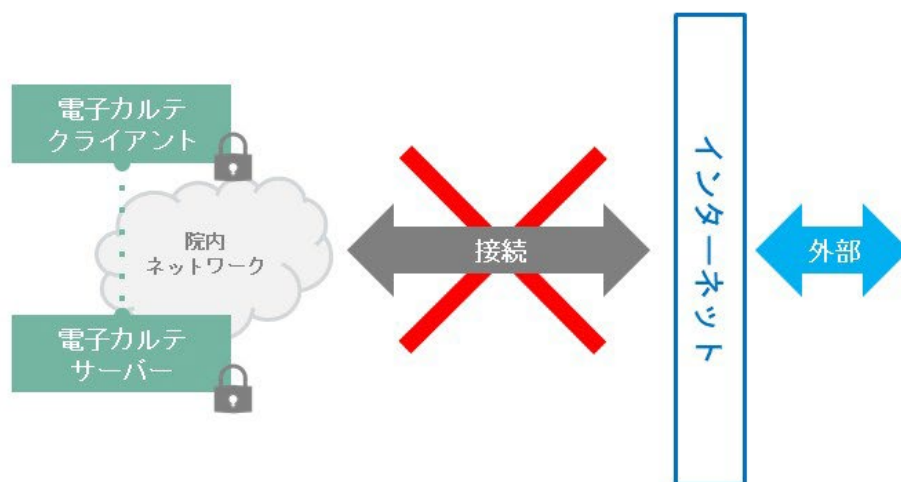 電子カルテ
クライアント
院内
ネットワーク
電子カルテ
サーバー
接続
インターネット
外部